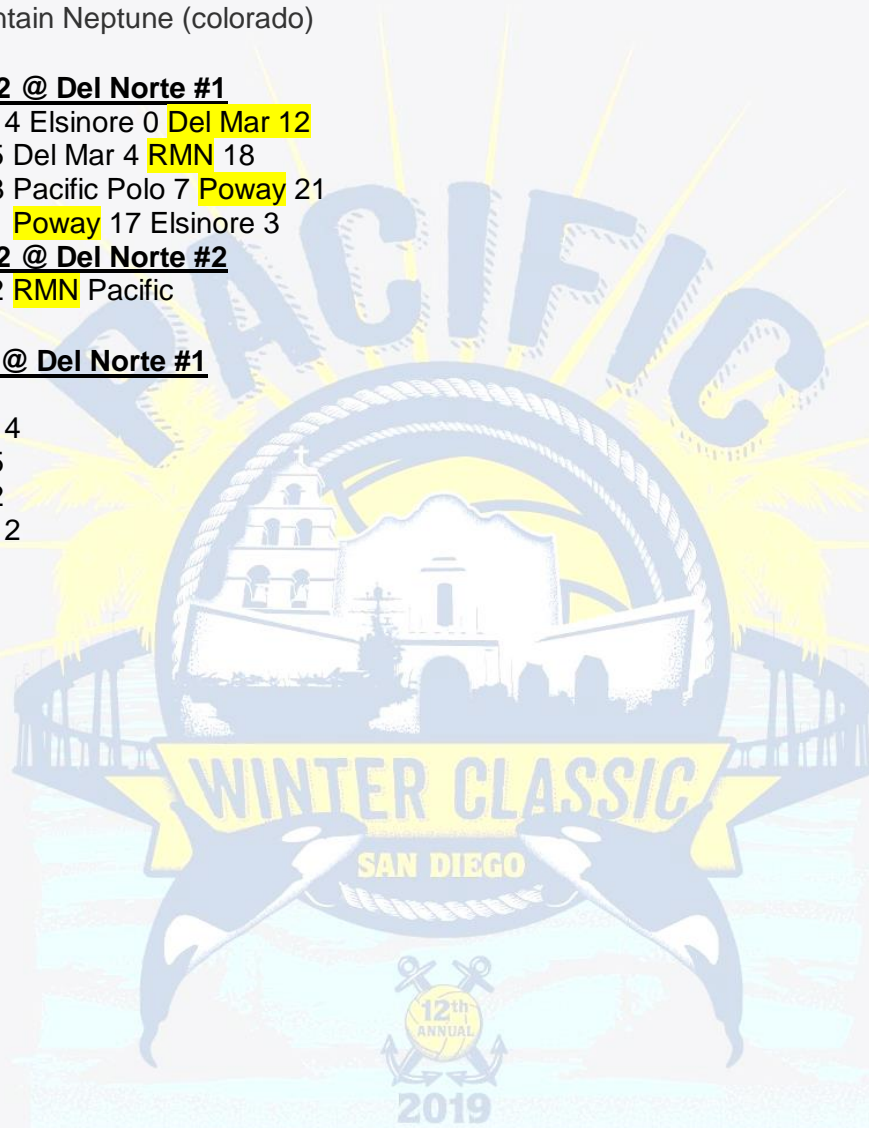 ntain Neptune (colorado)
2 @ Del Norte #1
4 Elsinore 0 Del Mar 12
5 Del Mar 4 RMN 18
3 Pacific Polo 7 Poway 21
Poway 17 Elsinore 3
2 @ Del Norte #2
2 RMN Pacific
@ Del Norte #1
4
5
2
2
PACIFIC
WINTER CLASSIC
SAN DIEGO
12th
ANNUAL
2019